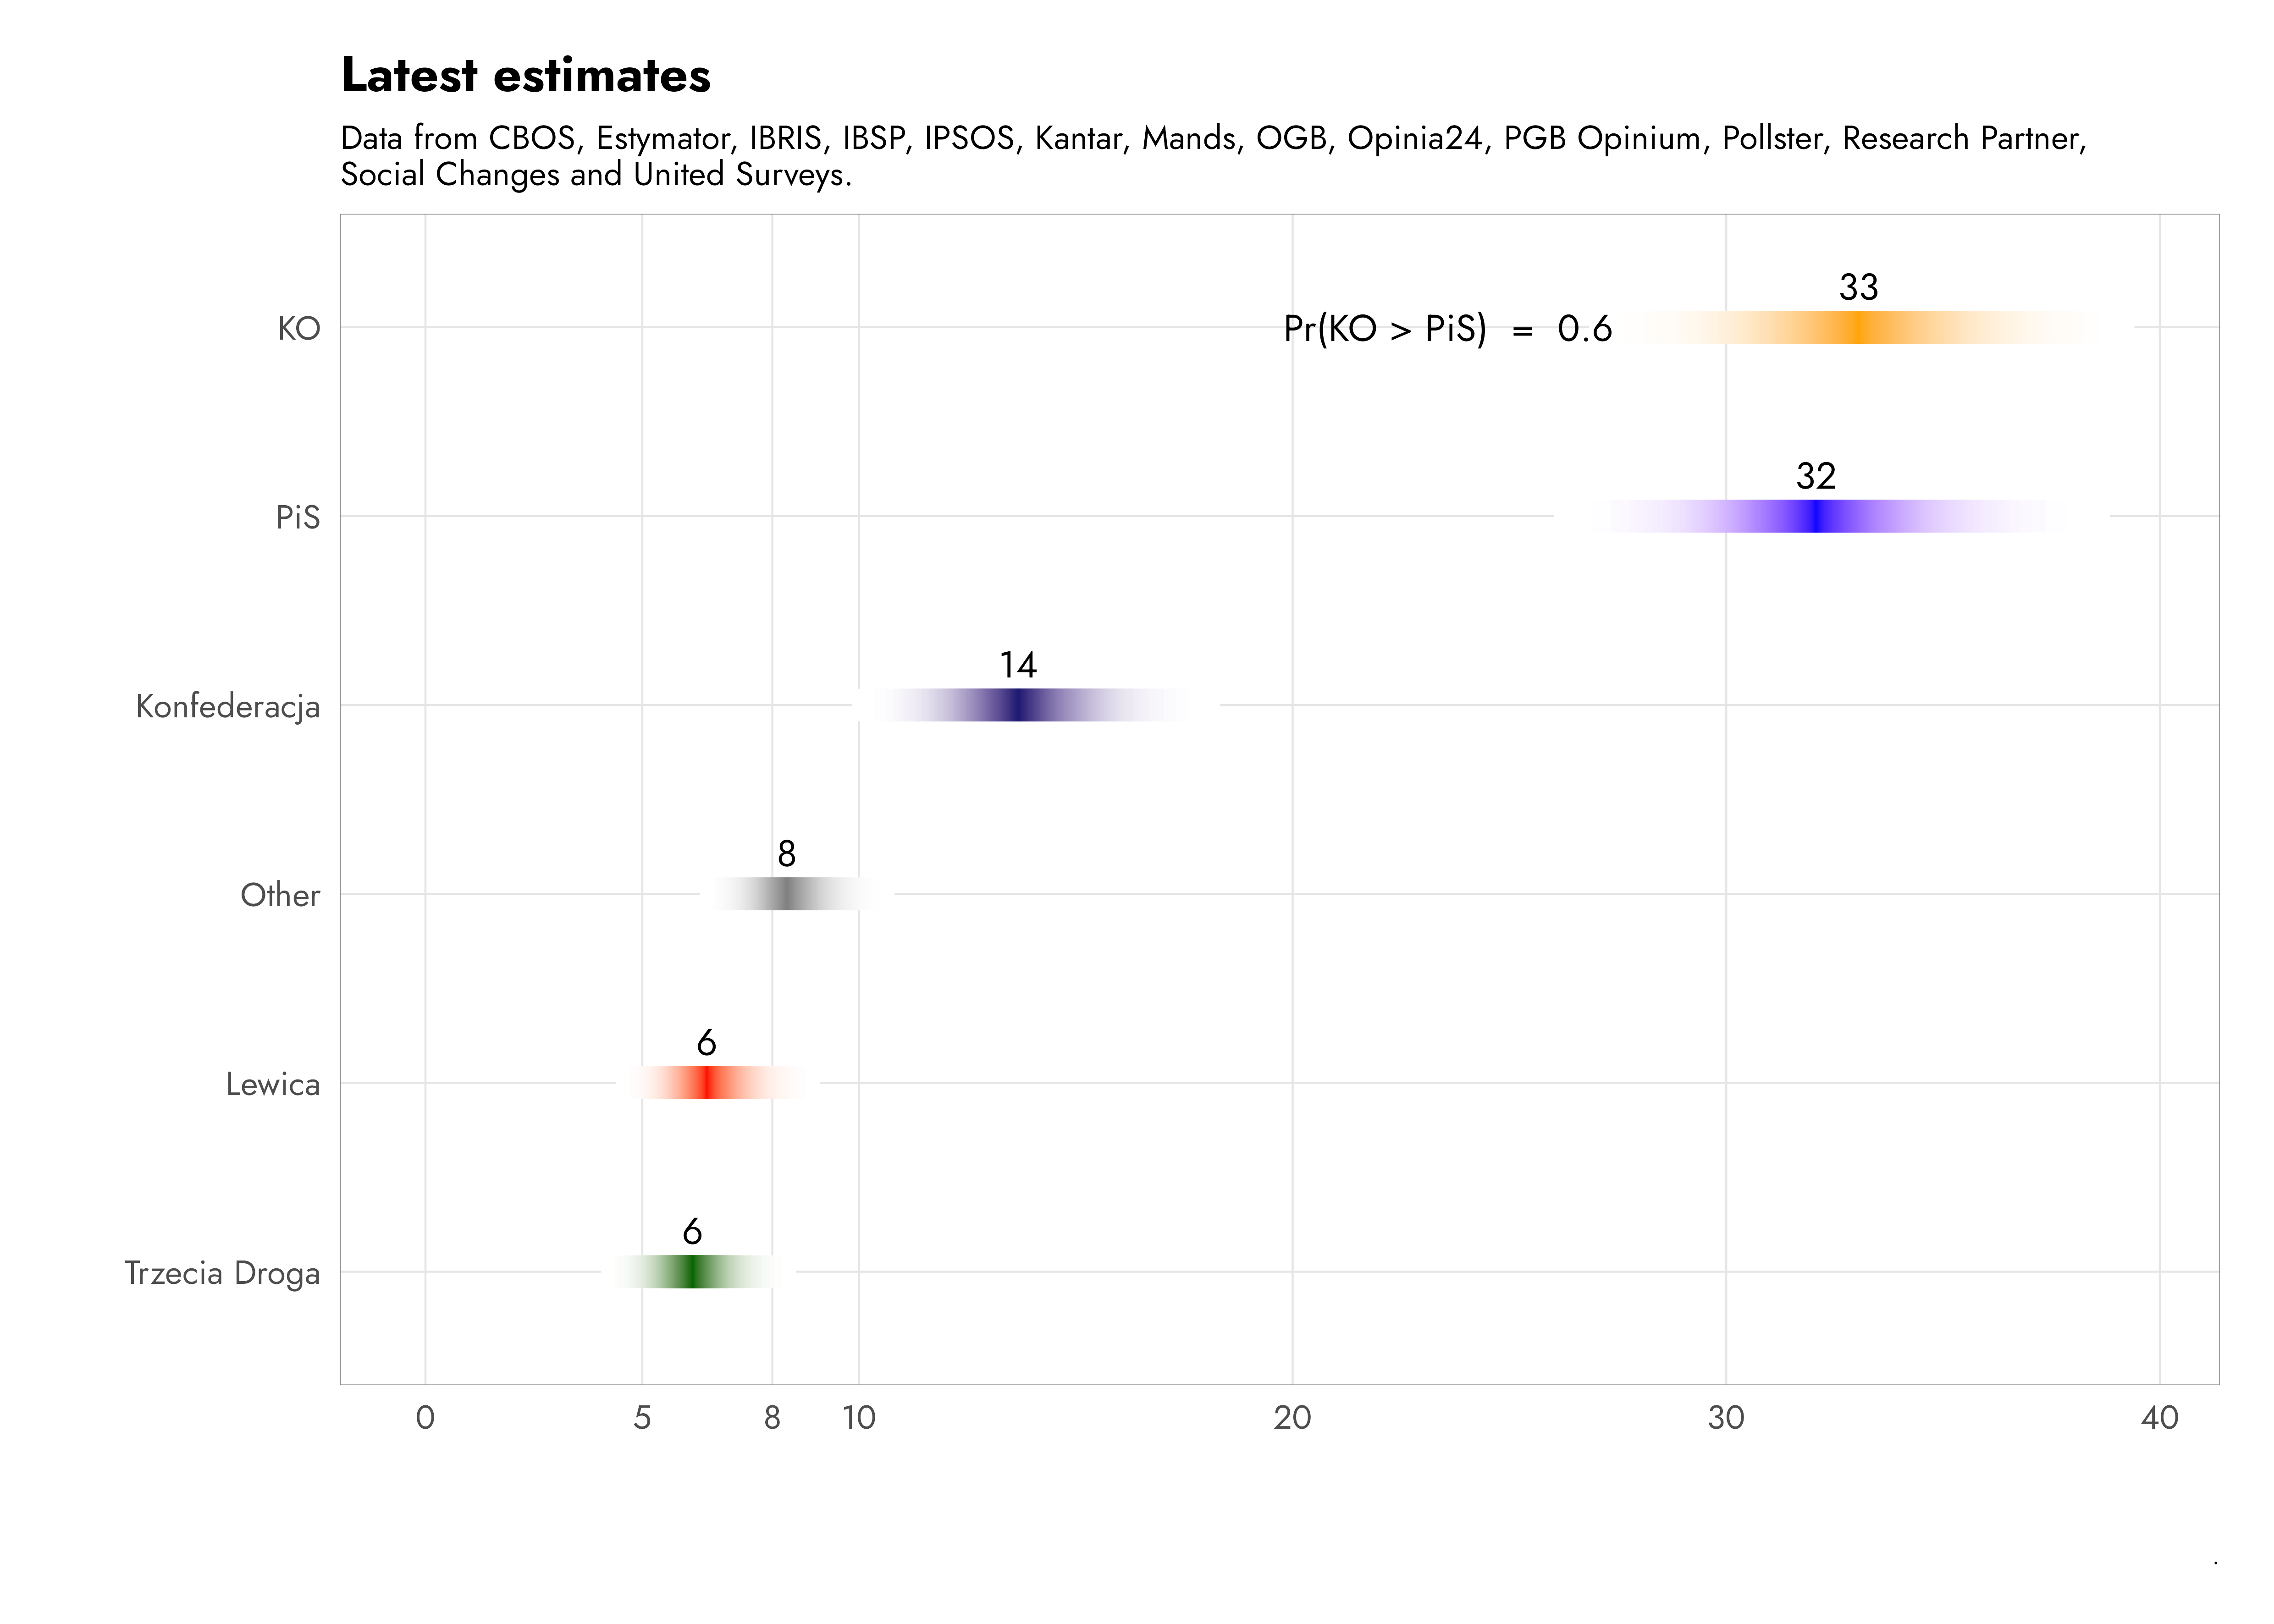 Latest estimates
Data from CBOS, Estymator, IBRIS, IBSP, IPSOS, Kantar, Mands, OGB, Opinia24, PGB Opinium, Pollster, Research Partner,
Social Changes and United Surveys.
33
KO
Pr(KO > PiS) = 0.6
32
PiS
14
Konfederacja
8
Other
6
Lewica
6
Trzecia Droga
0 5 8 10 20 30 40
.